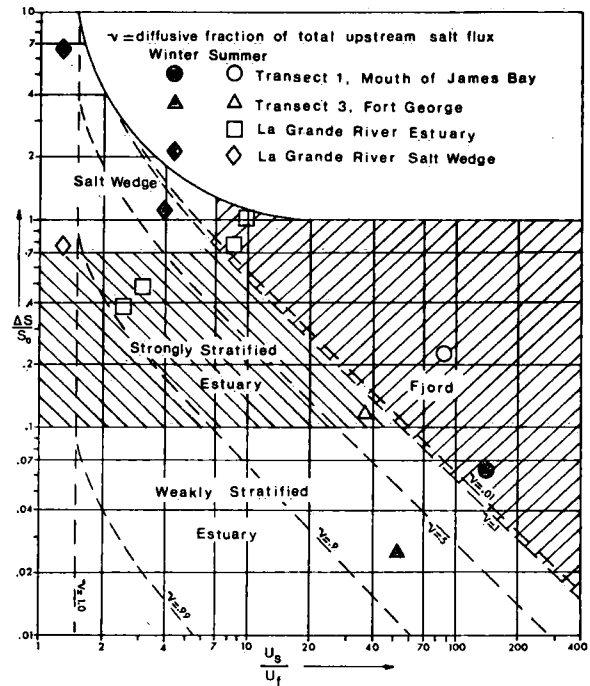 ν=diffusive fraction of total upstream salt flux
Winter Summer
Transect 1, Mouth of James Bay
Transect 3, Fort George
La Grande River Estuary
La Grande River Salt Wedge
10
7
4
2
1
.7
.4
.2
.1
.07
.04
.02
.01
ΔS
S₀
Salt Wedge
Strongly Stratified
Estuary
Fjord
Weakly Stratified
Estuary
ν=1.0
ν=.99
ν=.9
ν=.5
ν=.1
ν=.01
1 2 4 7 10 20 40 70 100 200 400
Us
Uf